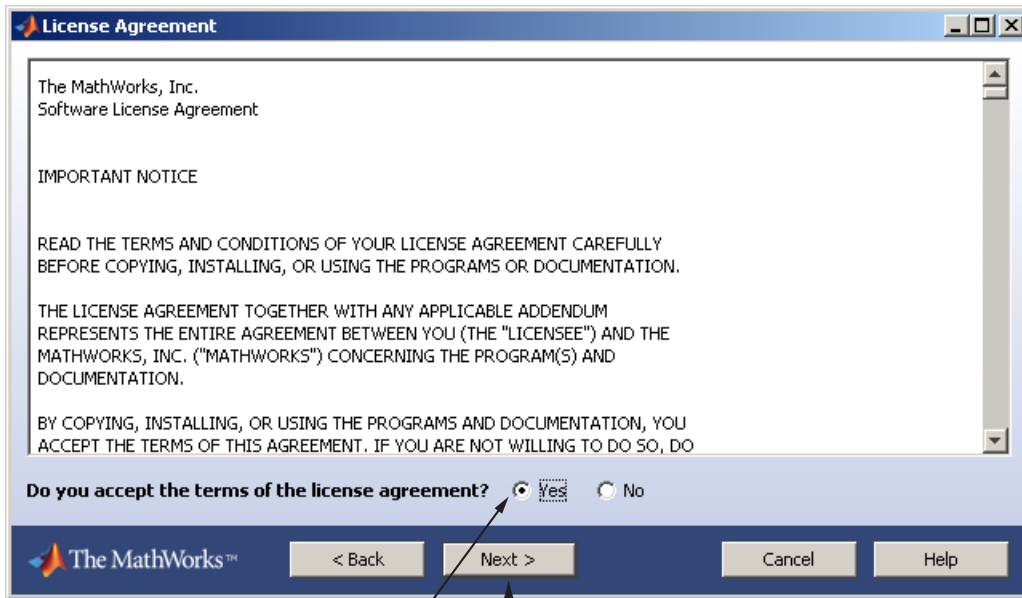 License Agreement
The MathWorks, Inc.
Software License Agreement
IMPORTANT NOTICE
READ THE TERMS AND CONDITIONS OF YOUR LICENSE AGREEMENT CAREFULLY
BEFORE COPYING, INSTALLING, OR USING THE PROGRAMS OR DOCUMENTATION.
THE LICENSE AGREEMENT TOGETHER WITH ANY APPLICABLE ADDENDUM
REPRESENTS THE ENTIRE AGREEMENT BETWEEN YOU (THE "LICENSEE") AND THE
MATHWORKS, INC. ("MATHWORKS") CONCERNING THE PROGRAM(S) AND
DOCUMENTATION.
BY COPYING, INSTALLING, OR USING THE PROGRAMS AND DOCUMENTATION, YOU
ACCEPT THE TERMS OF THIS AGREEMENT. IF YOU ARE NOT WILLING TO DO SO, DO
Do you accept the terms of the license agreement? Yes No
The MathWorks™ < Back Next > Cancel Help